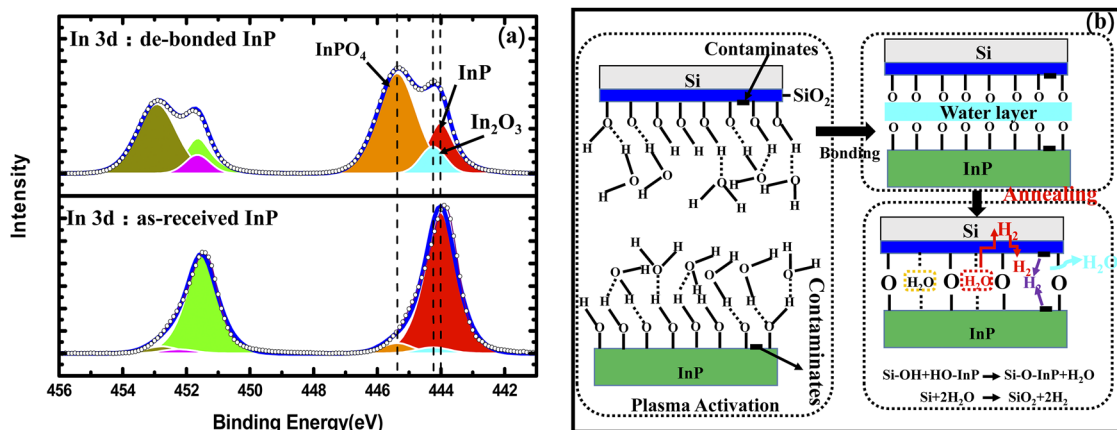 In 3d : de-bonded InP
(a)
InPO₄
InP
In₂O₃
In 3d : as-received InP
Intensity
456 454 452 450 448 446 444 442
Binding Energy(eV)
(b)
Contaminates
Si
SiO₂
O O O O O O O O
H H H H H H H
O O O O
H H H H H H H
H H H H H H H
O O O O
H H H H H H H H
O O O O O O O O
Contaminates
InP
Plasma Activation
Bonding
Si
O O O O O O O O
Water layer
O O O O O O O O
InP
Annealing
Si
H₂
H₂
H₂O
O H₂O O H₂O O H₂ O
InP
Si-OH+HO-InP → Si-O-InP+H₂O
Si+2H₂O → SiO₂+2H₂